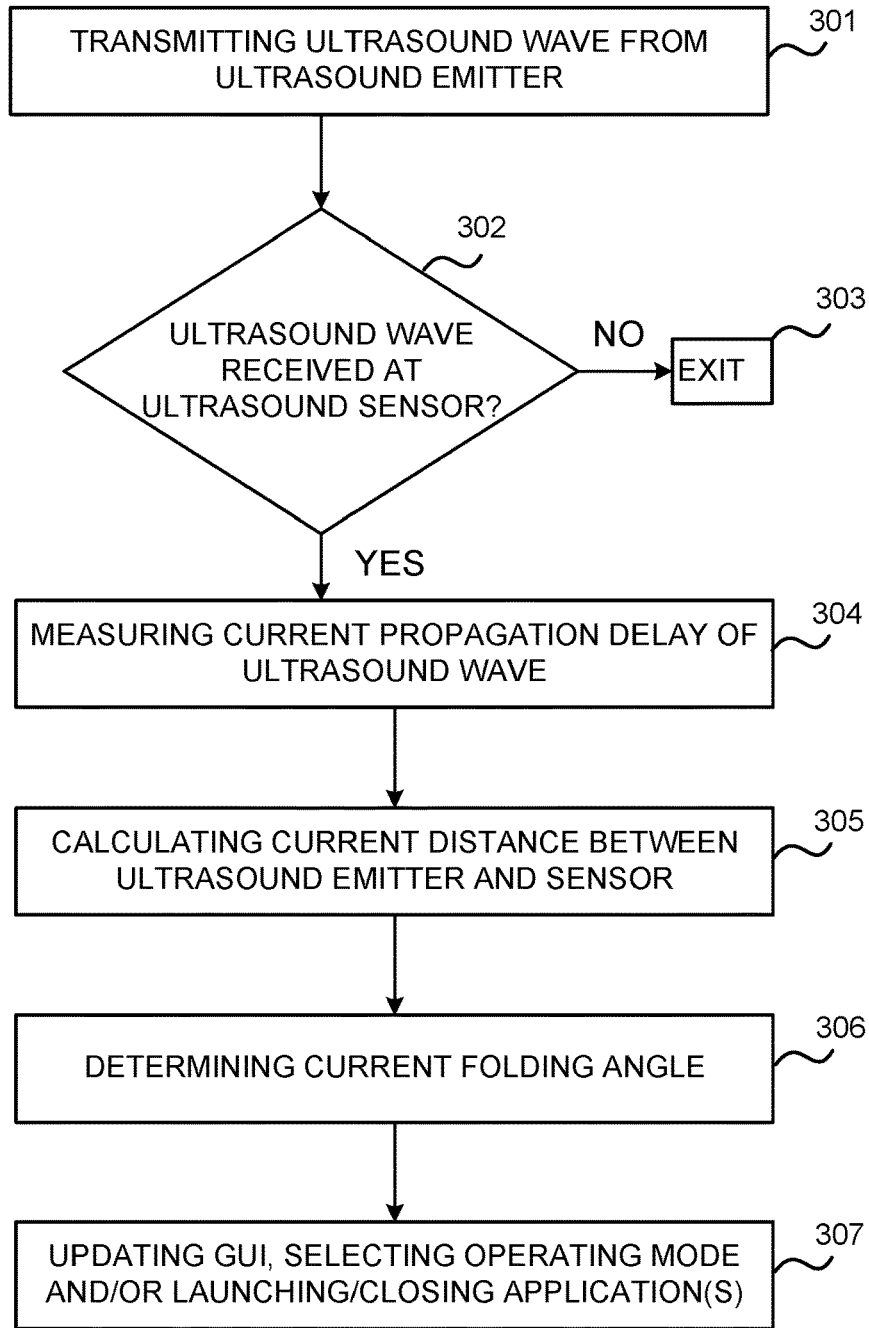 TRANSMITTING ULTRASOUND WAVE FROM
ULTRASOUND EMITTER
301
302
ULTRASOUND WAVE
RECEIVED AT
ULTRASOUND SENSOR?
NO
303
EXIT
YES
MEASURING CURRENT PROPAGATION DELAY OF
ULTRASOUND WAVE
304
CALCULATING CURRENT DISTANCE BETWEEN
ULTRASOUND EMITTER AND SENSOR
305
DETERMINING CURRENT FOLDING ANGLE
306
UPDATING GUI, SELECTING OPERATING MODE
AND/OR LAUNCHING/CLOSING APPLICATION(S)
307